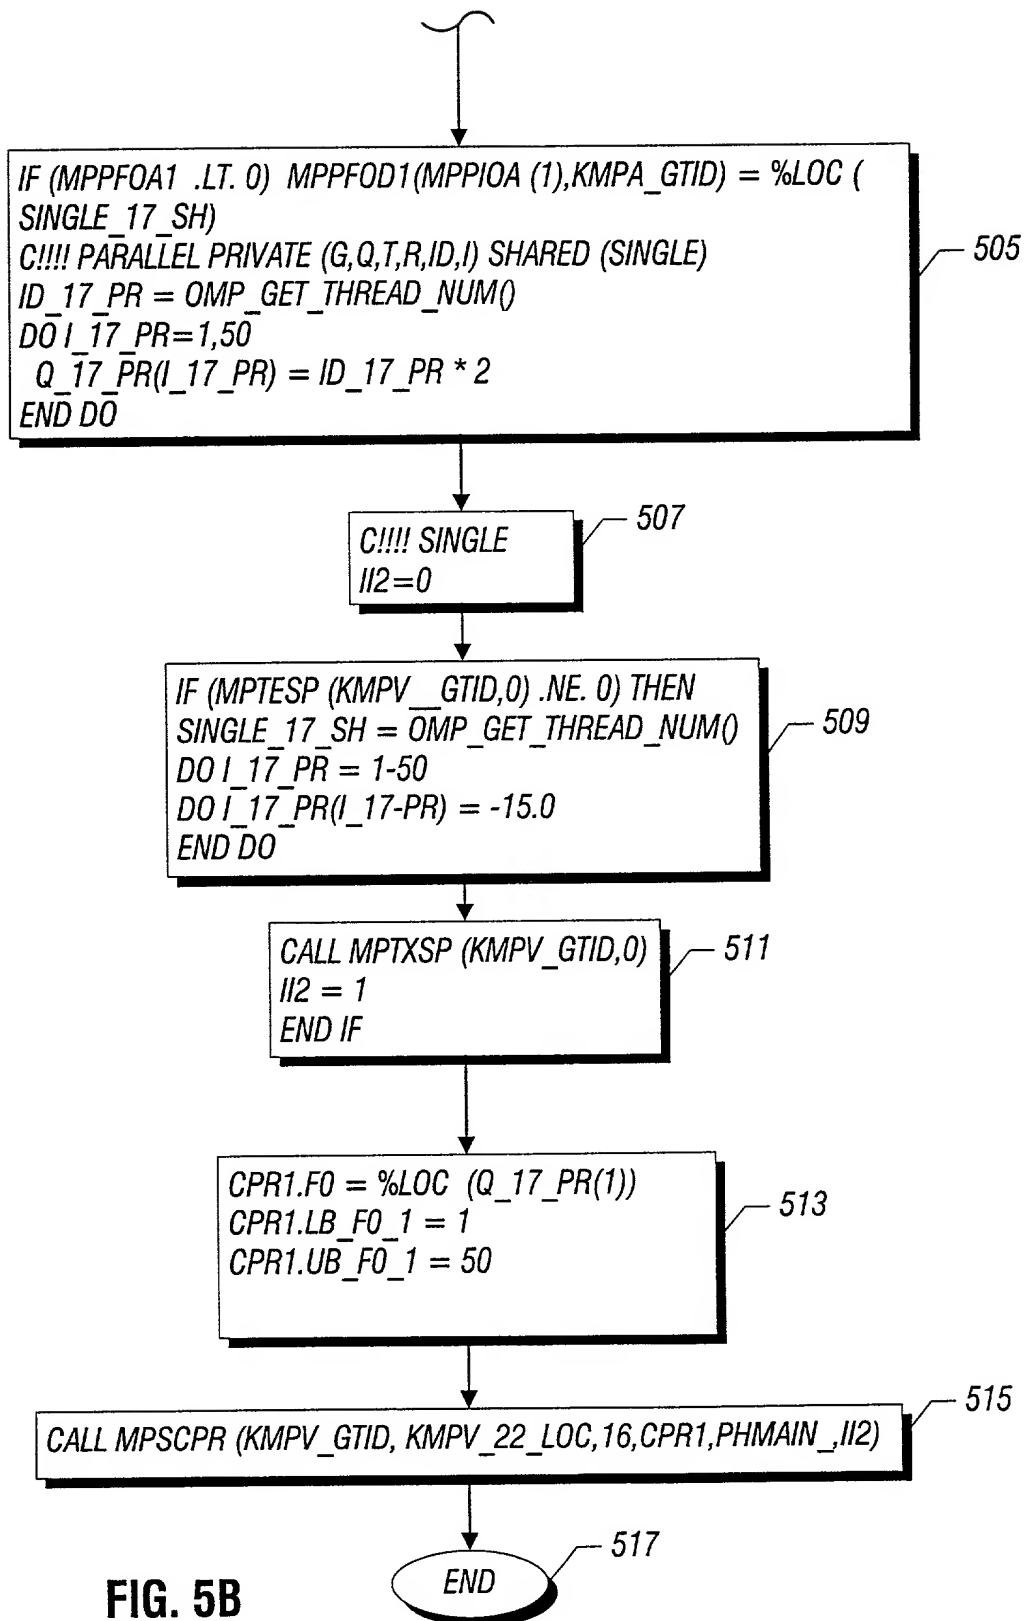 IF (MPPFOA1 .LT. 0) MPPFOD1(MPPIOA (1),KMPA_GTID) = %LOC (
SINGLE_17_SH)
C!!!! PARALLEL PRIVATE (G,Q,T,R,ID,I) SHARED (SINGLE)
ID_17_PR = OMP_GET_THREAD_NUM()
DO I_17_PR=1,50
Q_17_PR(I_17_PR) = ID_17_PR * 2
END DO
505
C!!!! SINGLE
II2=0
507
IF (MPTESP (KMPV__GTID,0) .NE. 0) THEN
SINGLE_17_SH = OMP_GET_THREAD_NUM()
DO I_17_PR = 1-50
DO I_17_PR(I_17-PR) = -15.0
END DO
509
CALL MPTXSP (KMPV_GTID,0)
II2 = 1
END IF
511
CPR1.F0 = %LOC (Q_17_PR(1))
CPR1.LB_F0_1 = 1
CPR1.UB_F0_1 = 50
513
CALL MPSCPR (KMPV_GTID, KMPV_22_LOC,16,CPR1,PHMAIN_,II2)
515
END
517
FIG. 5B